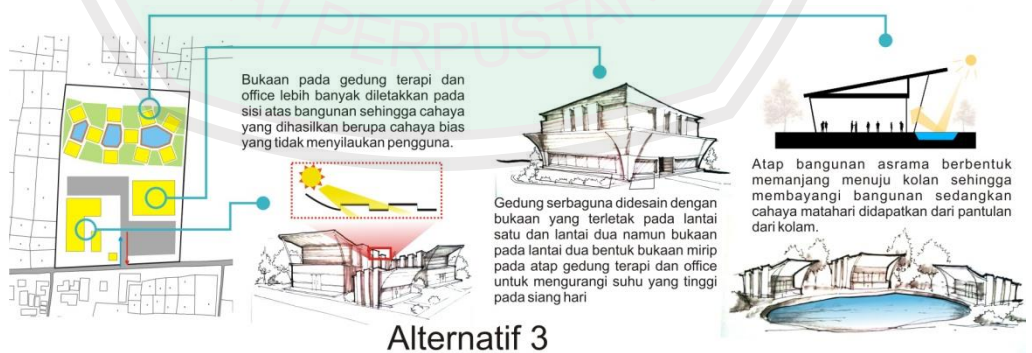 AT PERPUSTA
Bukaan pada gedung terapi dan
office lebih banyak diletakkan pada
sisi atas bangunan sehingga cahaya
yang dihasilkan berupa cahaya bias
yang tidak menyilaukan pengguna.
Gedung serbaguna didesain dengan
bukaan yang terletak pada lantai
satu dan lantai dua namun bukaan
pada lantai dua bentuk bukaan mirip
pada atap gedung terapi dan office
untuk mengurangi suhu yang tinggi
pada siang hari
Atap bangunan asrama berbentuk
memanjang menuju kolan sehingga
membayangi bangunan sedangkan
cahaya matahari didapatkan dari pantulan
dari kolam.
Alternatif 3